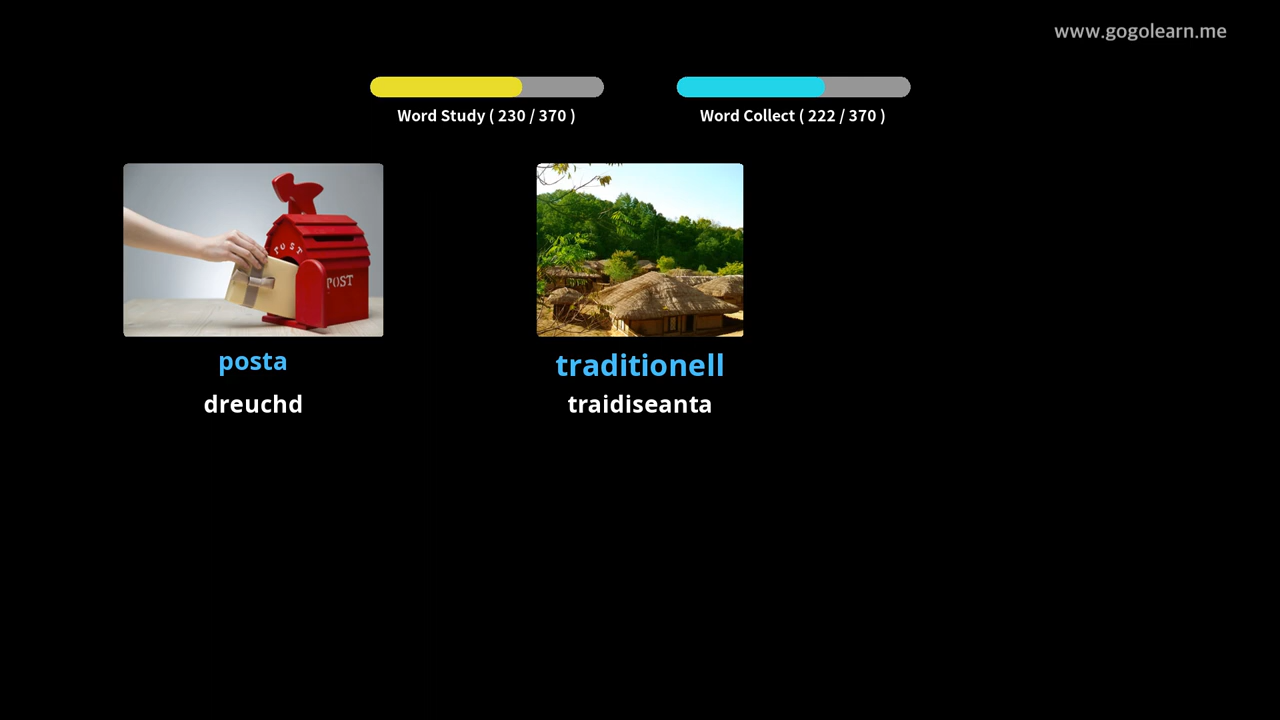 www.gogolearn.me
Word Study ( 230 / 370 )
Word Collect ( 222 / 370 )
POST
POST
posta
traditionell
dreuchd
traidiseanta